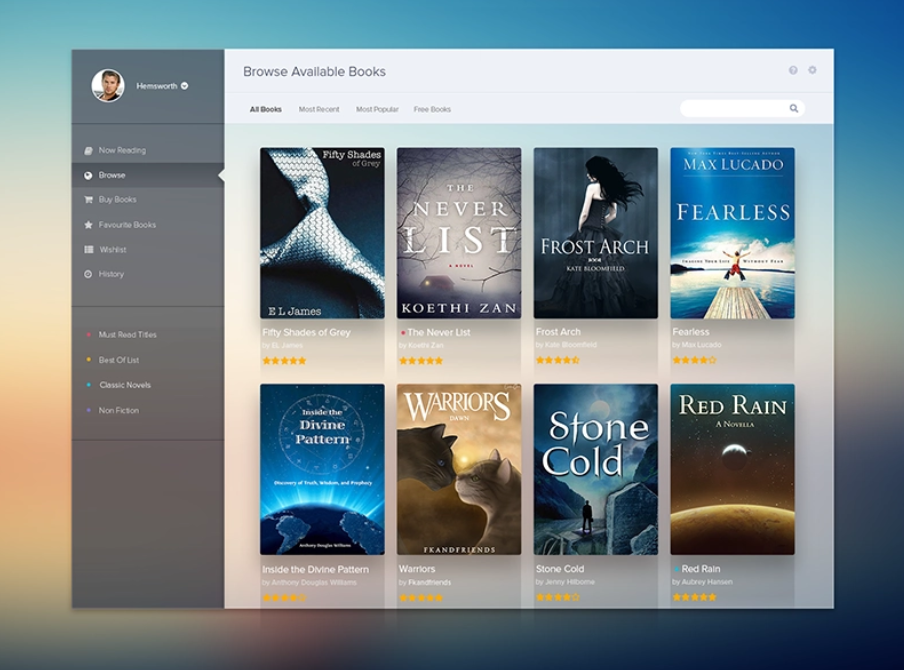 Hemsworth
Browse Available Books
All Books Most Recent Most Popular Free Books
Now Reading
Browse
Buy Books
Favourite Books
Wishlist
History
Must Read Titles
Best Of List
Classic Novels
Non Fiction
Fifty Shades
of Grey
E L James
Fifty Shades of Grey
by EL James
THE
NEVER
LIST
A NOVEL
KOETHI ZAN
The Never List
by Koethi Zan
FROST ARCH
BOOK
KATE BLOOMFIELD
Frost Arch
by Kate Bloomfield
MAX LUCADO
FEARLESS
IMAGINE YOUR LIFE WITHOUT FEAR
Fearless
by Max Lucado
Inside the
Divine
Pattern
Discovery of Truth, Wisdom, and Prophecy
Anthony Douglas Williams
Inside the Divine Pattern
by Anthony Douglas Williams
WARRIORS
DAWN
FKANDFRIENDS
Warriors
by Fkandfriends
Stone
Cold
Stone Cold
by Jenny Hilborne
RED RAIN
A NOVELLA
Red Rain
by Aubrey Hansen